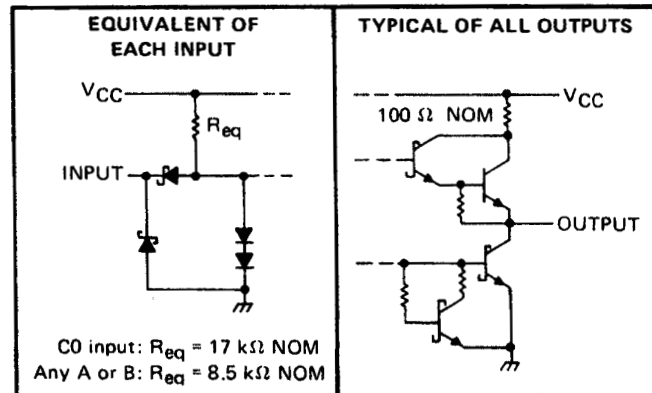 EQUIVALENT OF
EACH INPUT
VCC
Req
INPUT
C0 input: Req = 17 kΩ NOM
Any A or B: Req = 8.5 kΩ NOM
TYPICAL OF ALL OUTPUTS
VCC
100 Ω NOM
OUTPUT